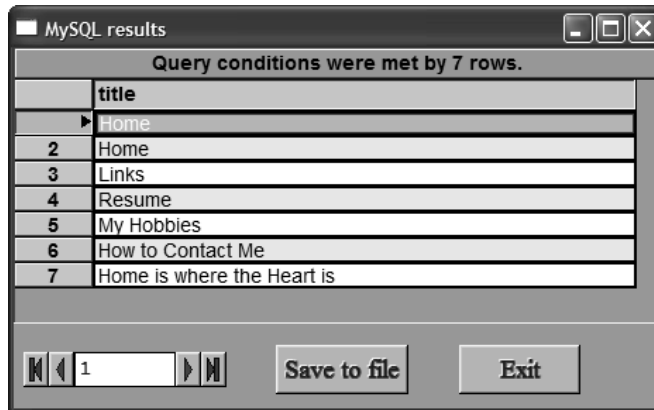 MySQL results
Query conditions were met by 7 rows.
title
Home
2 Home
3 Links
4 Resume
5 My Hobbies
6 How to Contact Me
7 Home is where the Heart is
1 Save to file Exit